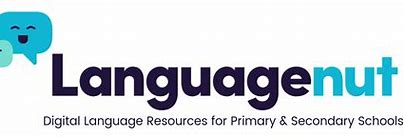 Languagenut
Digital Language Resources for Primary & Secondary Schools